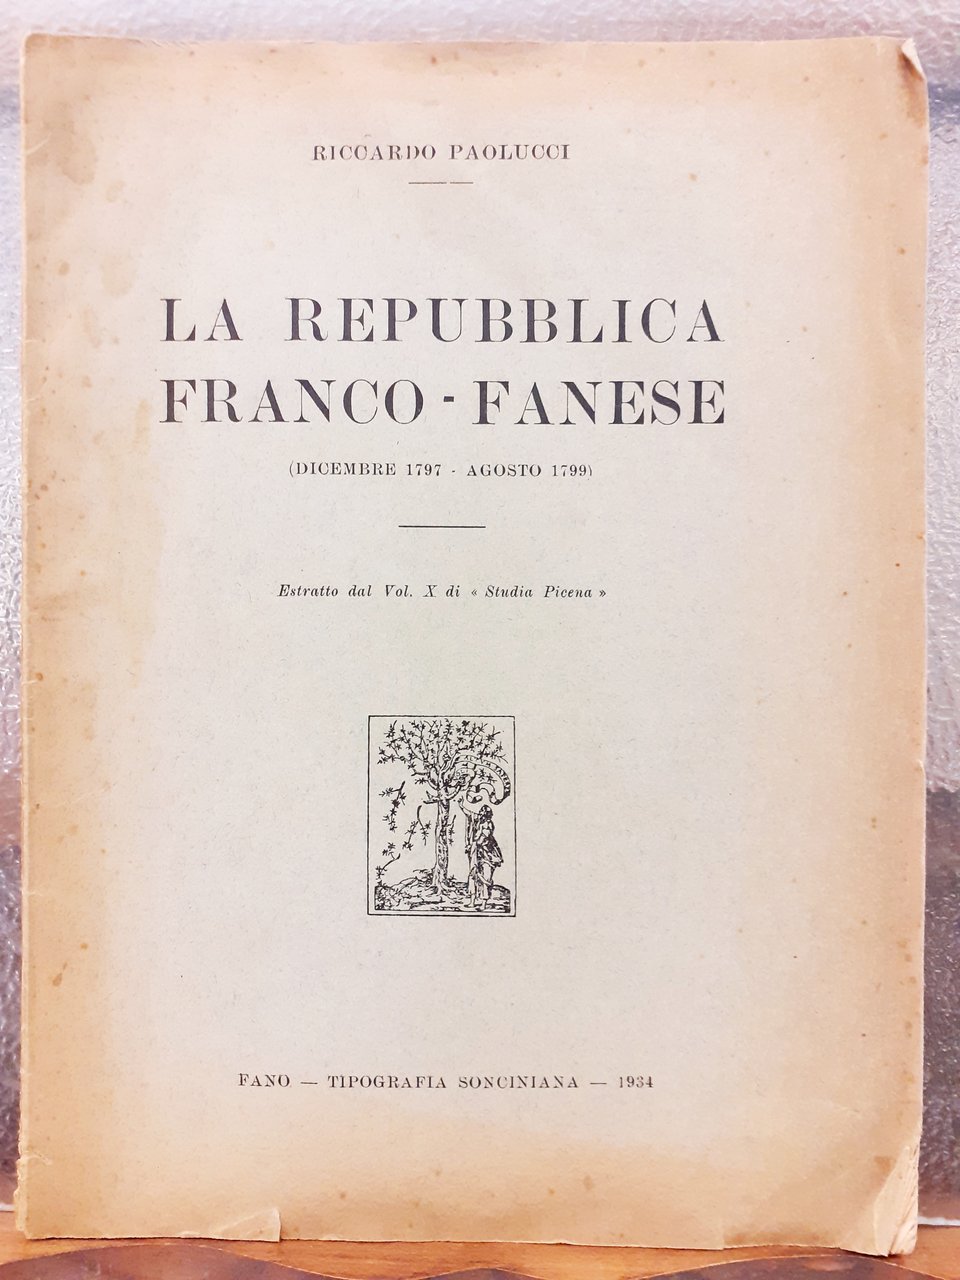 RICCARDO PAOLUCCI
LA REPUBBLICA
FRANCO - FANESE
(DICEMBRE 1797 - AGOSTO 1799)
Estratto dal Vol. X di « Studia Picena »
FANO — TIPOGRAFIA SONCINIANA — 1934